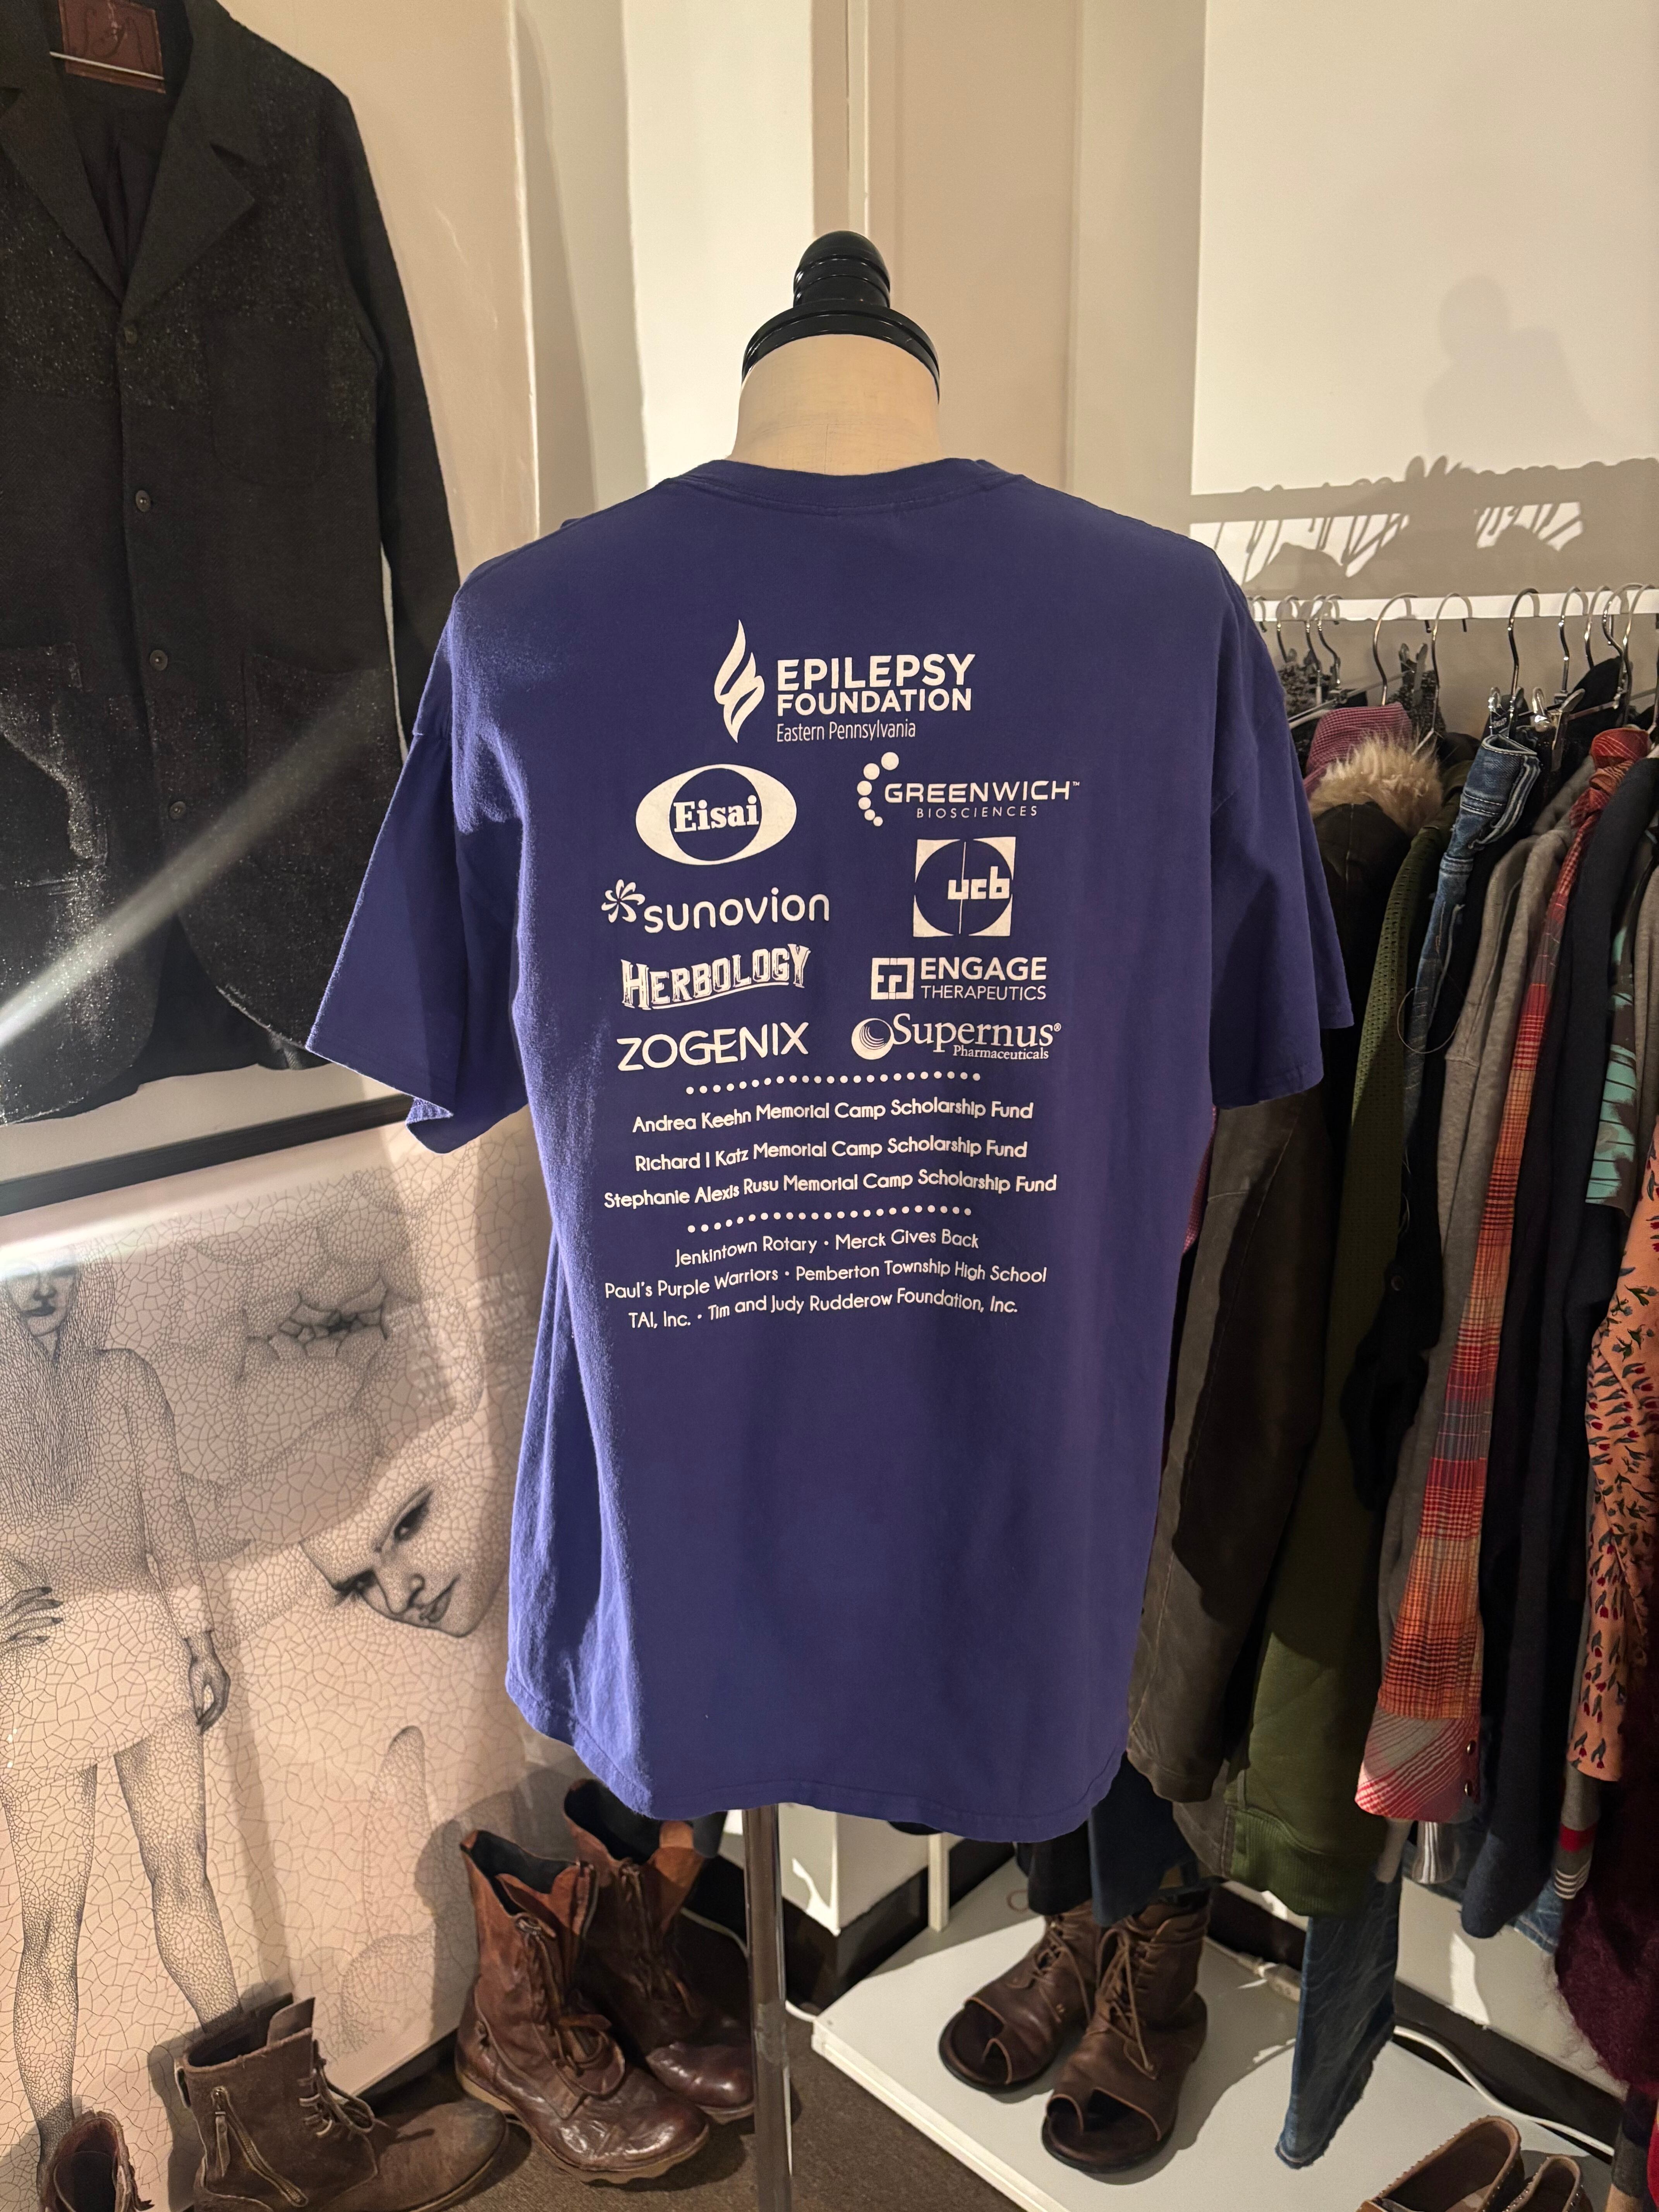 EPILEPSY
FOUNDATION
Eastern Pennsylvania
Eisai
GREENWICH™
BIOSCIENCES
sunovion
ucb
HERBOLOGY
ENGAGE
THERAPEUTICS
ZOGENIX
Supernus®
Pharmaceuticals
Andrea Keehn Memorial Camp Scholarship Fund
Richard I Katz Memorial Camp Scholarship Fund
Stephanie Alexis Rusu Memorial Camp Scholarship Fund
Jenkintown Rotary • Merck Gives Back
Paul's Purple Warriors • Pemberton Township High School
TAI, Inc. • Tim and Judy Rudderow Foundation, Inc.